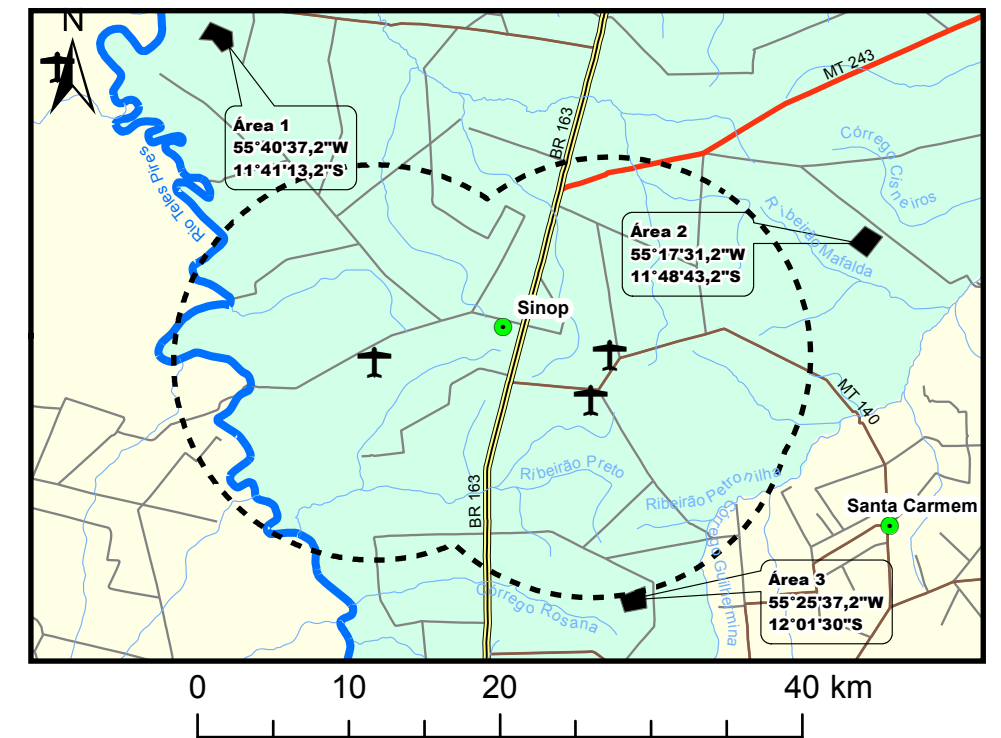 N
MT 243
BR 163
Córrego Cisneiros
Área 1
55°40'37,2"W
11°41'13,2"S
Rio Teles Pires
Ribeirão Mafalda
Área 2
55°17'31,2"W
11°48'43,2"S
Sinop
MT 140
Ribeirão Preto
Ribeirão Petronilha
BR 163
Santa Carmem
Córrego Guilhermina
Área 3
55°25'37,2"W
12°01'30"S
Córrego Rosana
0 10 20 40 km